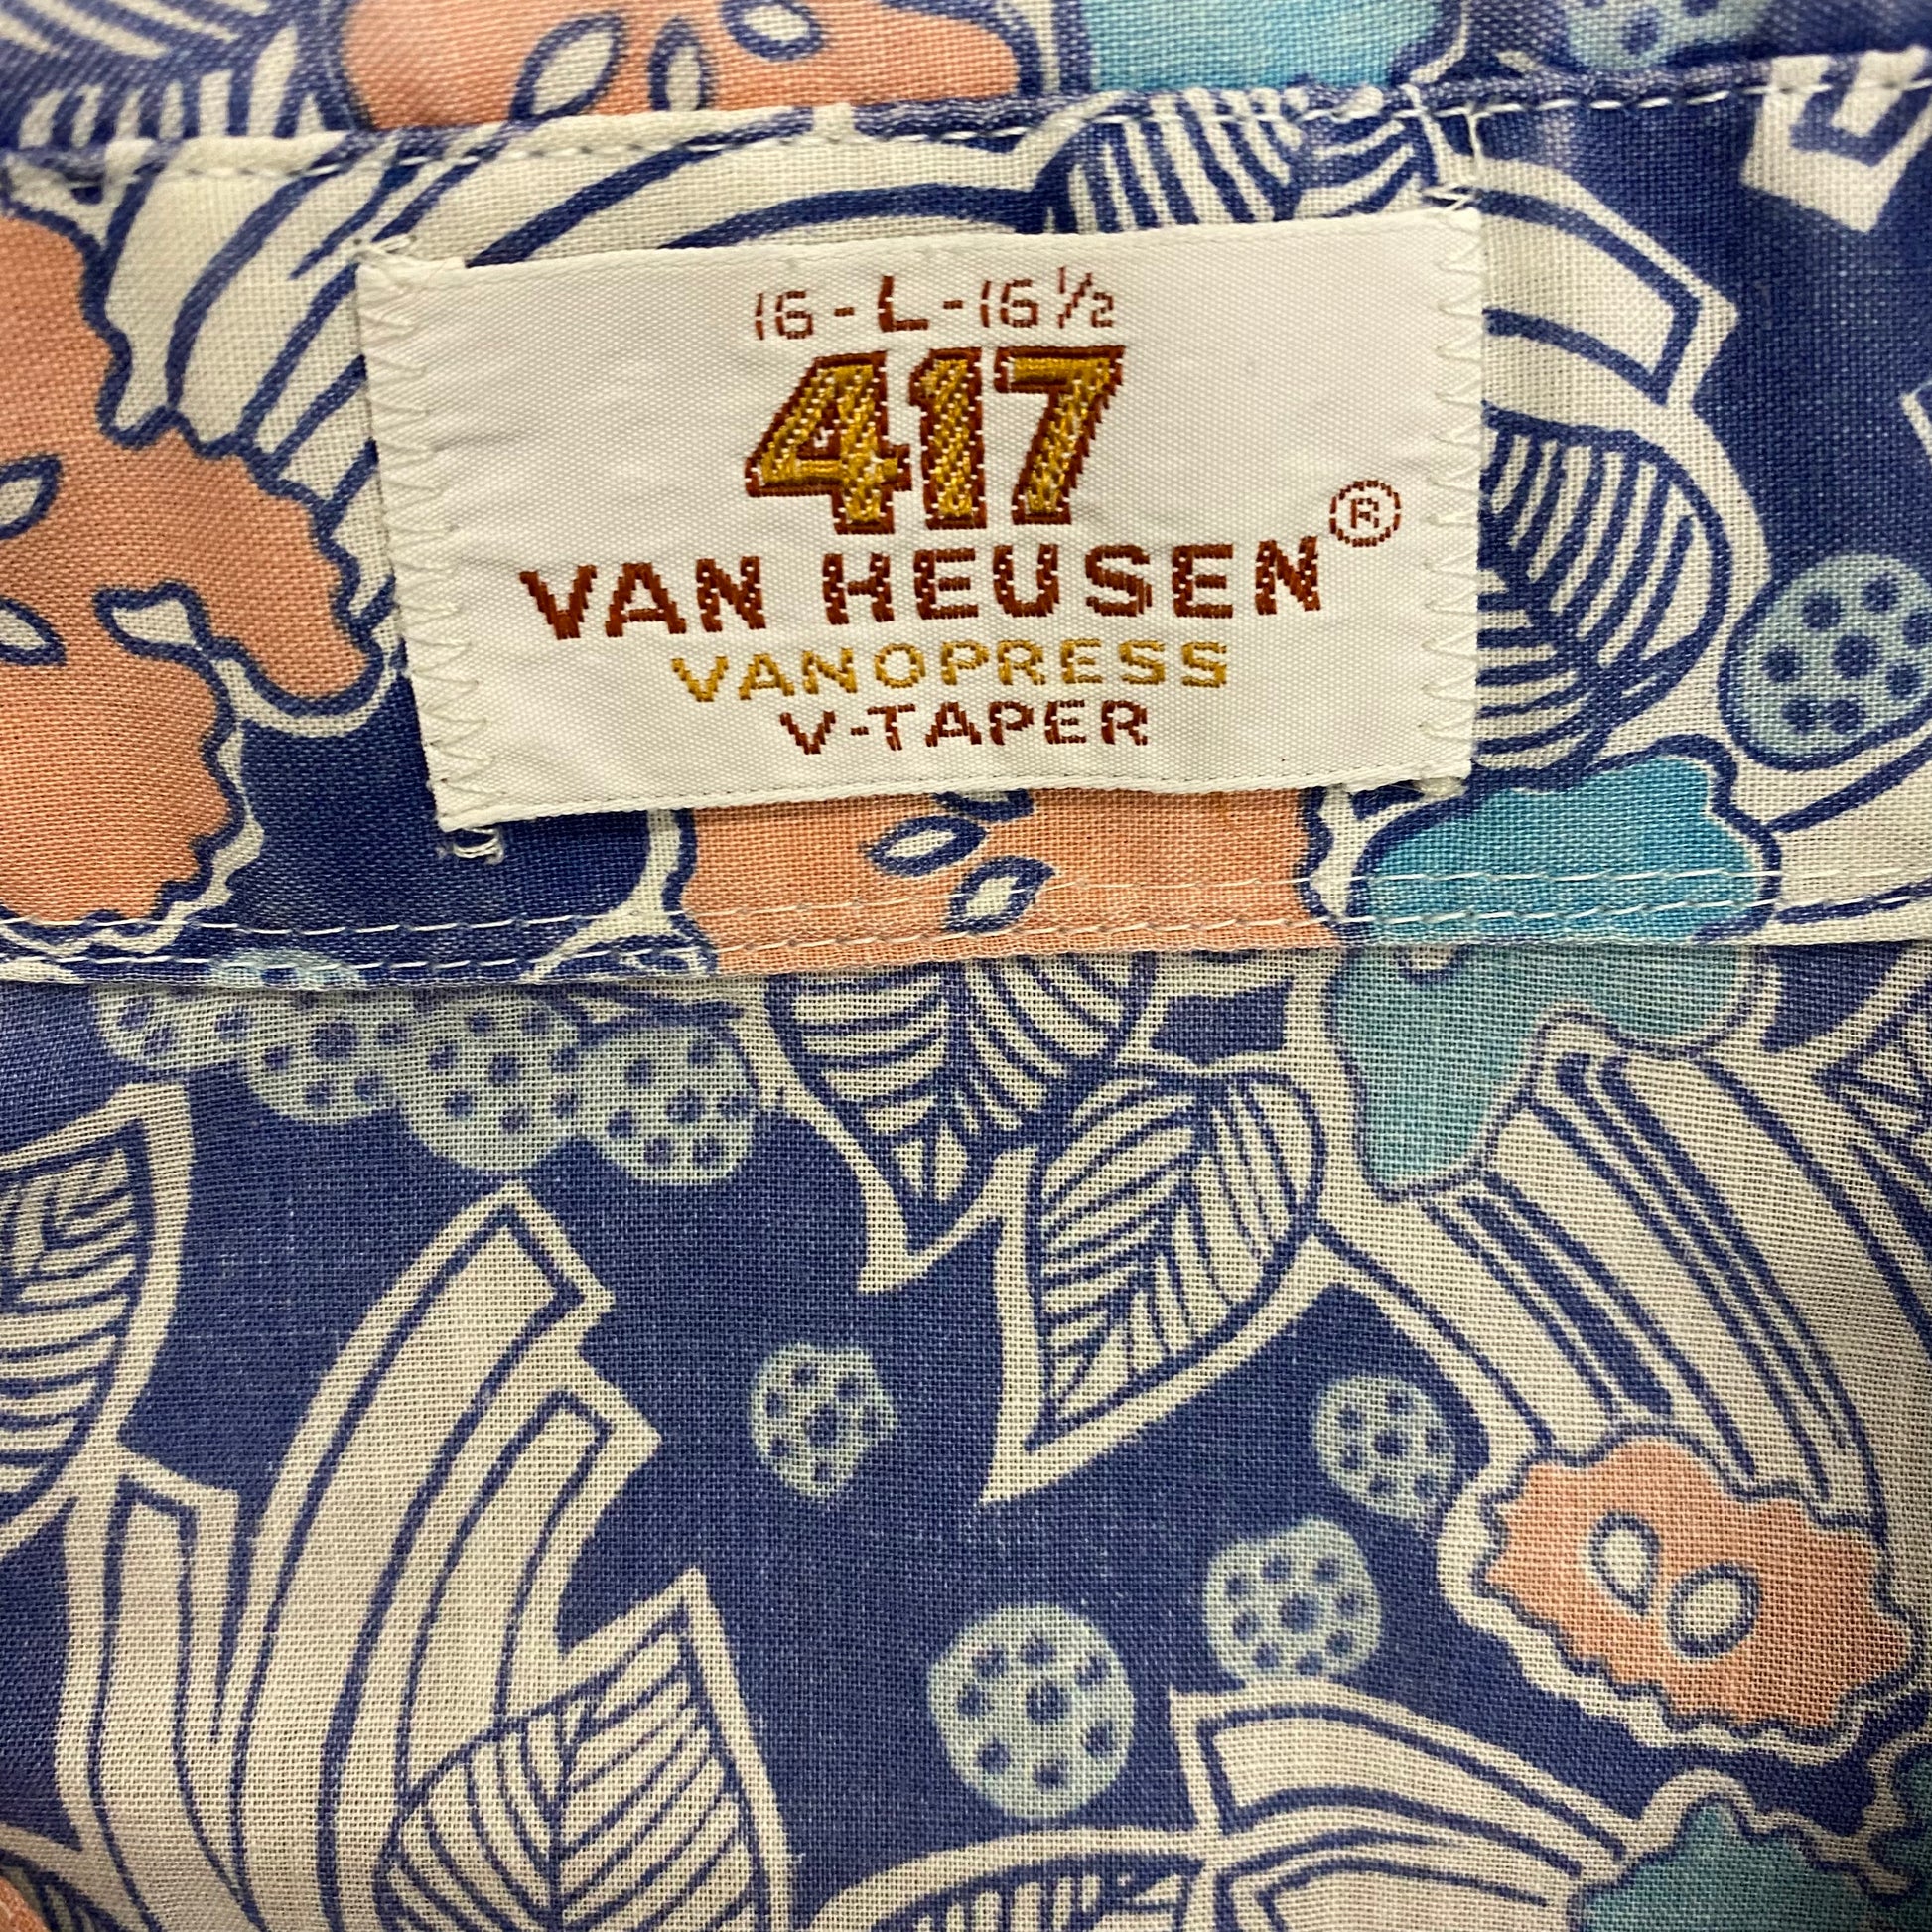 16-L-16½
417
VAN HEUSEN®
VANOPRESS
V-TAPER